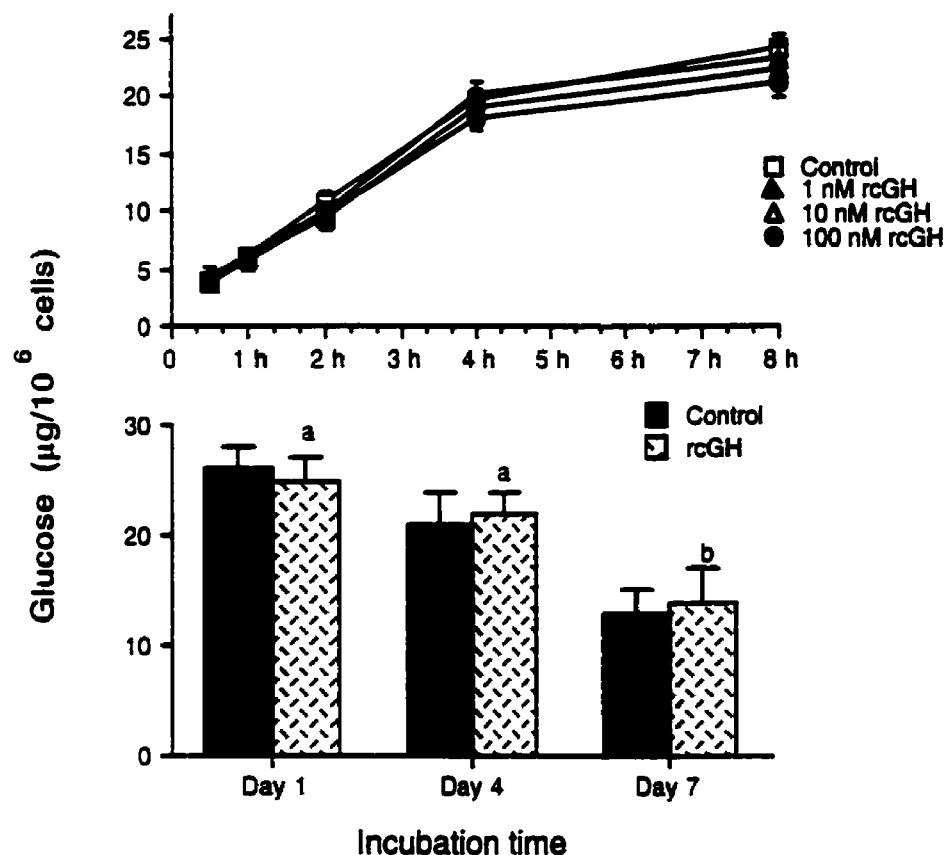 25
20
15
10
5
0
Control
1 nM rcGH
10 nM rcGH
100 nM rcGH
0 1 h 2 h 3 h 4 h 5 h 6 h 7 h 8 h
Glucose (µg/10⁶ cells)
Control
rcGH
30
20
10
0
a
a
b
Day 1 Day 4 Day 7
Incubation time